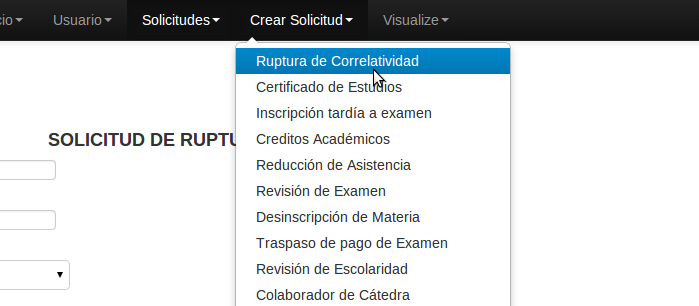 Usuario
Solicitudes
Crear Solicitud
Visualize
Ruptura de Correlatividad
Certificado de Estudios
Inscripción tardía a examen
SOLICITUD DE
Creditos Académicos
Reducción de Asistencia
Revisión de Examen
Desinscripción de Materia
Traspaso de pago de Examen
Revisión de Escolaridad
Colaborador de Cátedra